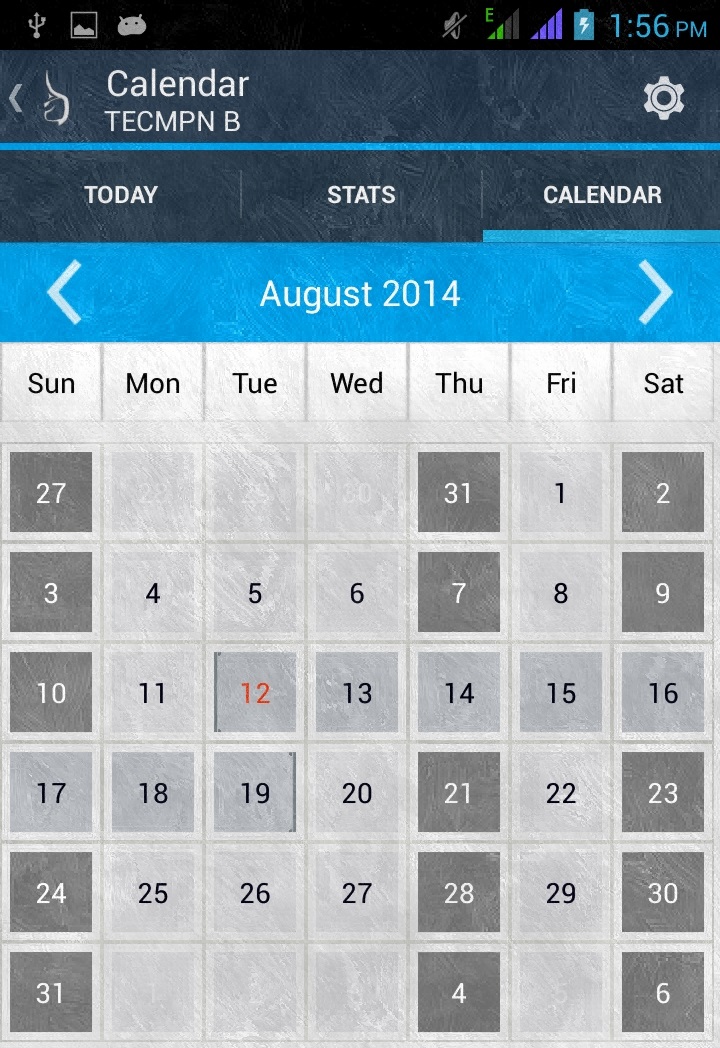 E 1:56 PM
Calendar
TECMPN B
TODAY STATS CALENDAR
August 2014
Sun Mon Tue Wed Thu Fri Sat
27 28 29 30 31 1 2
3 4 5 6 7 8 9
10 11 12 13 14 15 16
17 18 19 20 21 22 23
24 25 26 27 28 29 30
31 1 2 3 4 5 6